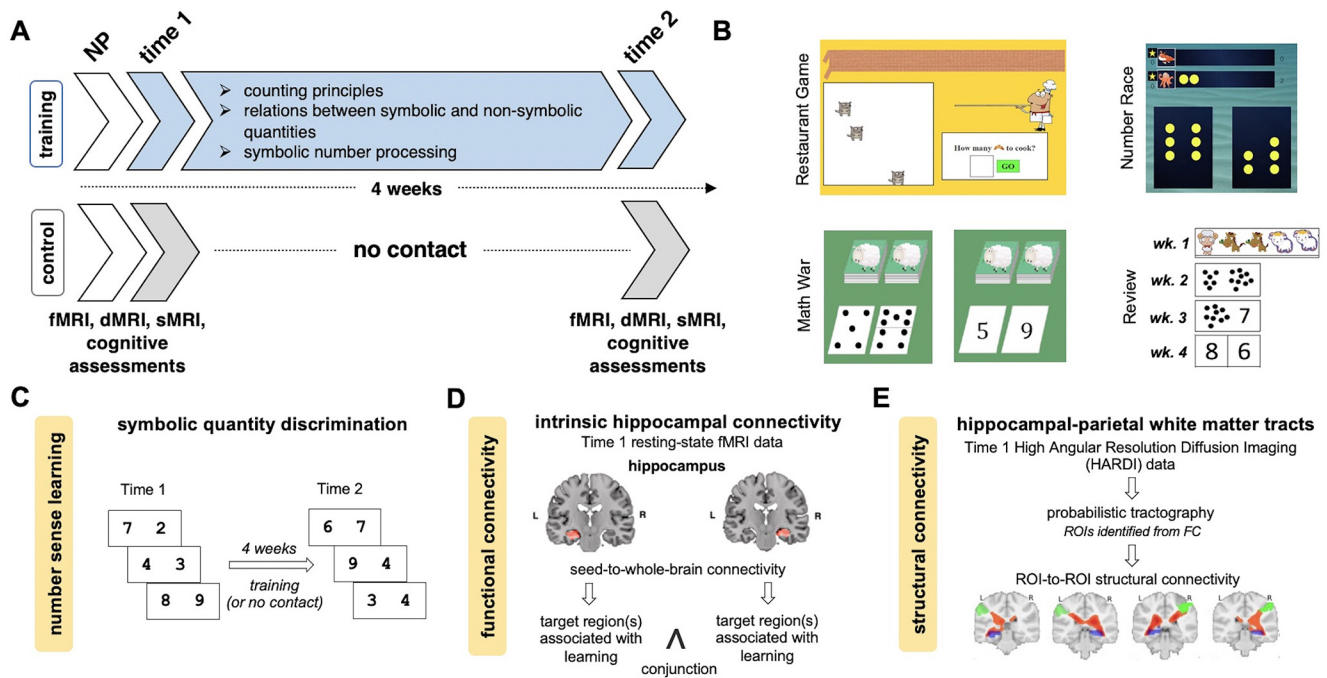 A
NP
time 1
time 2
training
➢ counting principles
➢ relations between symbolic and non-symbolic
quantities
➢ symbolic number processing
4 weeks
control
no contact
fMRI, dMRI, sMRI,
cognitive
assessments
fMRI, dMRI, sMRI,
cognitive
assessments
B
Restaurant Game
How many to cook?
GO
Number Race
0
0
0
2
Math War
5 9
Review
wk. 1
wk. 2
wk. 3 7
wk. 4 8 6
C
number sense learning
symbolic quantity discrimination
Time 1
7 2
4 3
8 9
4 weeks
training
(or no contact)
Time 2
6 7
9 4
3 4
D
functional connectivity
intrinsic hippocampal connectivity
Time 1 resting-state fMRI data
hippocampus
L R
L R
seed-to-whole-brain connectivity
target region(s)
associated with
learning
∧
conjunction
target region(s)
associated with
learning
E
structural connectivity
hippocampal-parietal white matter tracts
Time 1 High Angular Resolution Diffusion Imaging
(HARDI) data
probabilistic tractography
ROIs identified from FC
ROI-to-ROI structural connectivity
L R
L R
L R
L R